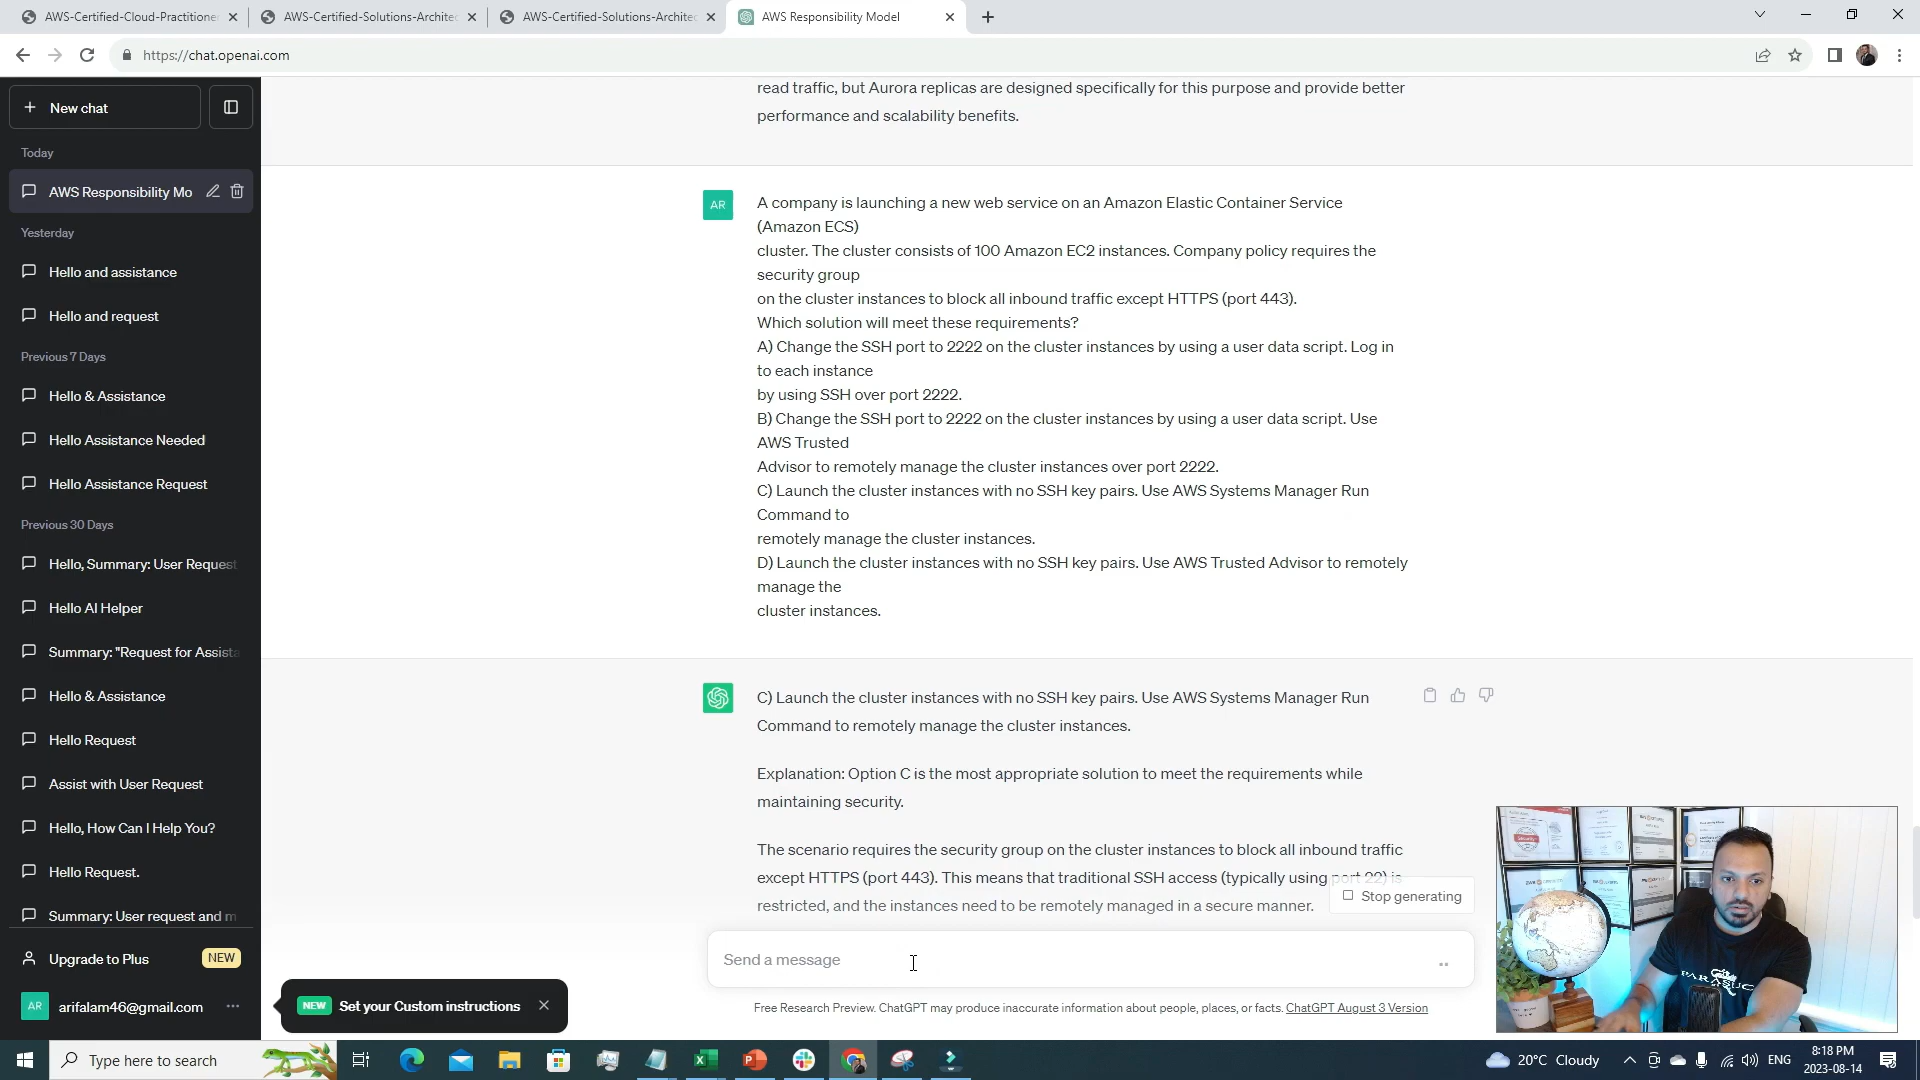 AWS-Certified-Cloud-Practitioner
AWS-Certified-Solutions-Architec
AWS-Certified-Solutions-Architec
AWS Responsibility Model
https://chat.openai.com
New chat
Today
AWS Responsibility Mo
Yesterday
Hello and assistance
Hello and request
Previous 7 Days
Hello & Assistance
Hello Assistance Needed
Hello Assistance Request
Previous 30 Days
Hello, Summary: User Request
Hello AI Helper
Summary: "Request for Assista
Hello & Assistance
Hello Request
Assist with User Request
Hello, How Can I Help You?
Hello Request.
Summary: User request and m
Upgrade to Plus NEW
AR arifalam46@gmail.com
read traffic, but Aurora replicas are designed specifically for this purpose and provide better
performance and scalability benefits.
AR
A company is launching a new web service on an Amazon Elastic Container Service
(Amazon ECS)
cluster. The cluster consists of 100 Amazon EC2 instances. Company policy requires the
security group
on the cluster instances to block all inbound traffic except HTTPS (port 443).
Which solution will meet these requirements?
A) Change the SSH port to 2222 on the cluster instances by using a user data script. Log in
to each instance
by using SSH over port 2222.
B) Change the SSH port to 2222 on the cluster instances by using a user data script. Use
AWS Trusted
Advisor to remotely manage the cluster instances over port 2222.
C) Launch the cluster instances with no SSH key pairs. Use AWS Systems Manager Run
Command to
remotely manage the cluster instances.
D) Launch the cluster instances with no SSH key pairs. Use AWS Trusted Advisor to remotely
manage the
cluster instances.
C) Launch the cluster instances with no SSH key pairs. Use AWS Systems Manager Run
Command to remotely manage the cluster instances.
Explanation: Option C is the most appropriate solution to meet the requirements while
maintaining security.
The scenario requires the security group on the cluster instances to block all inbound traffic
except HTTPS (port 443). This means that traditional SSH access (typically using port 22) is
restricted, and the instances need to be remotely managed in a secure manner.
Stop generating
Send a message
Free Research Preview. ChatGPT may produce inaccurate information about people, places, or facts. ChatGPT August 3 Version
NEW Set your Custom instructions
Type here to search
20°C Cloudy
ENG
8:18 PM
2023-08-14